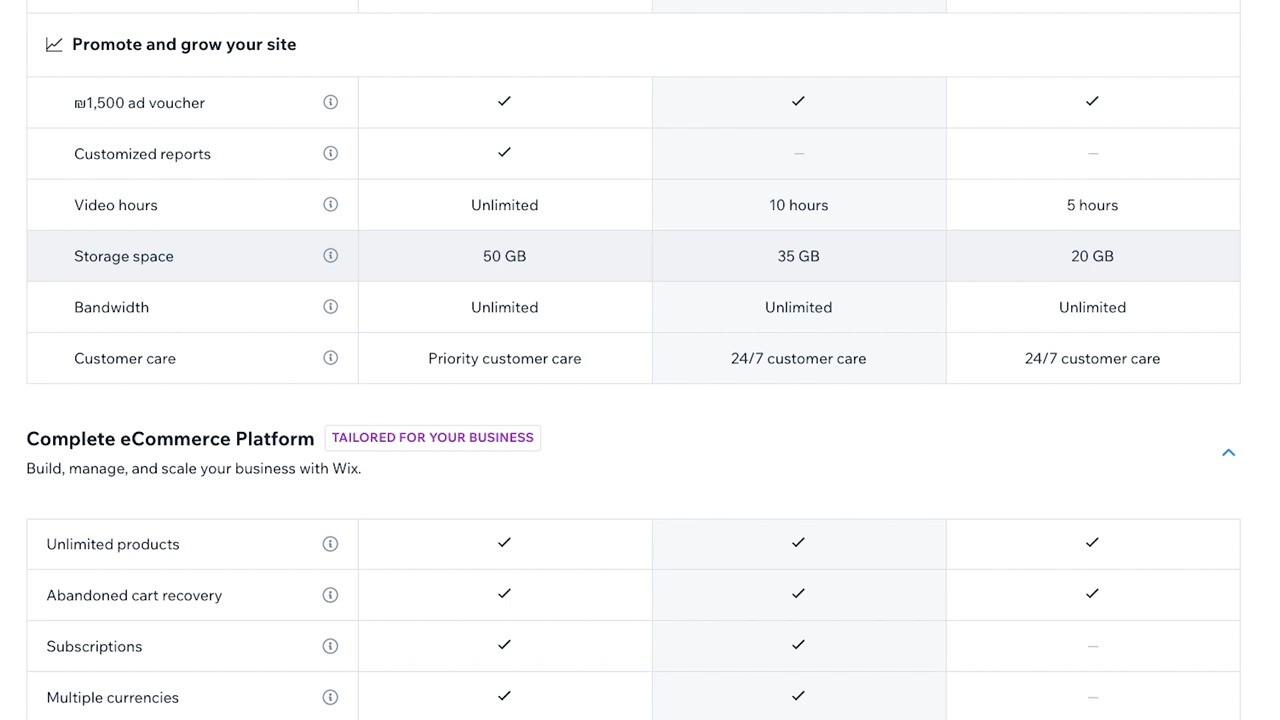 Promote and grow your site
₪1,500 ad voucher
Customized reports
Video hours Unlimited 10 hours 5 hours
Storage space 50 GB 35 GB 20 GB
Bandwidth Unlimited Unlimited Unlimited
Customer care Priority customer care 24/7 customer care 24/7 customer care
Complete eCommerce Platform TAILORED FOR YOUR BUSINESS
Build, manage, and scale your business with Wix.
Unlimited products
Abandoned cart recovery
Subscriptions
Multiple currencies